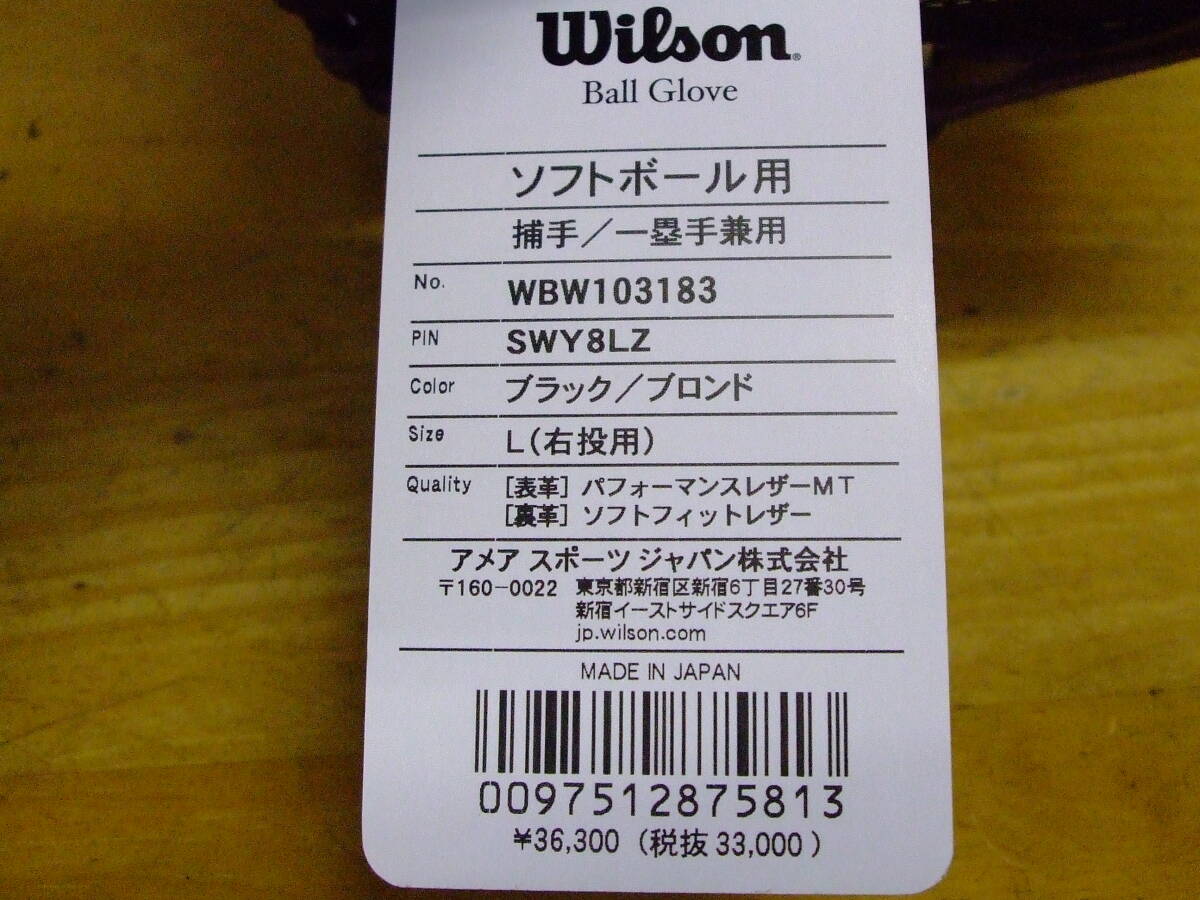 Wilson®
Ball Glove
ソフトボール用
捕手/一塁手兼用
No. WBW103183
PIN SWY8LZ
Color ブラック/ブロンド
Size L(右投用)
Quality [表革] パフォーマンスレザーMT
[裏革] ソフトフィットレザー
アメア スポーツ ジャパン株式会社
〒160-0022 東京都新宿区新宿6丁目27番30号
新宿イーストサイドスクエア6F
jp.wilson.com
MADE IN JAPAN
0097512875813
¥36,300 (税抜 33,000)